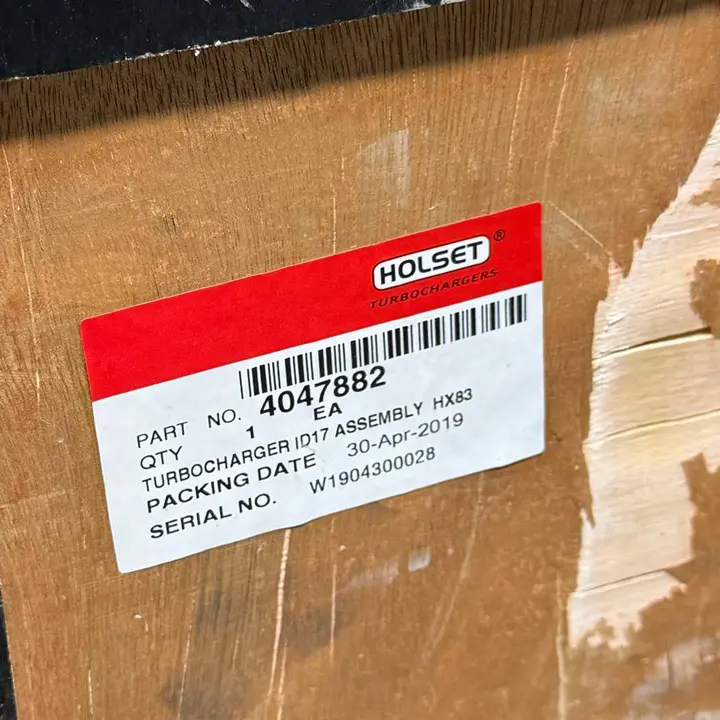 HOLSET®
TURBOCHARGERS
PART NO. 4047882
QTY 1 EA
TURBOCHARGER ID17 ASSEMBLY HX83
PACKING DATE 30-Apr-2019
SERIAL NO. W1904300028